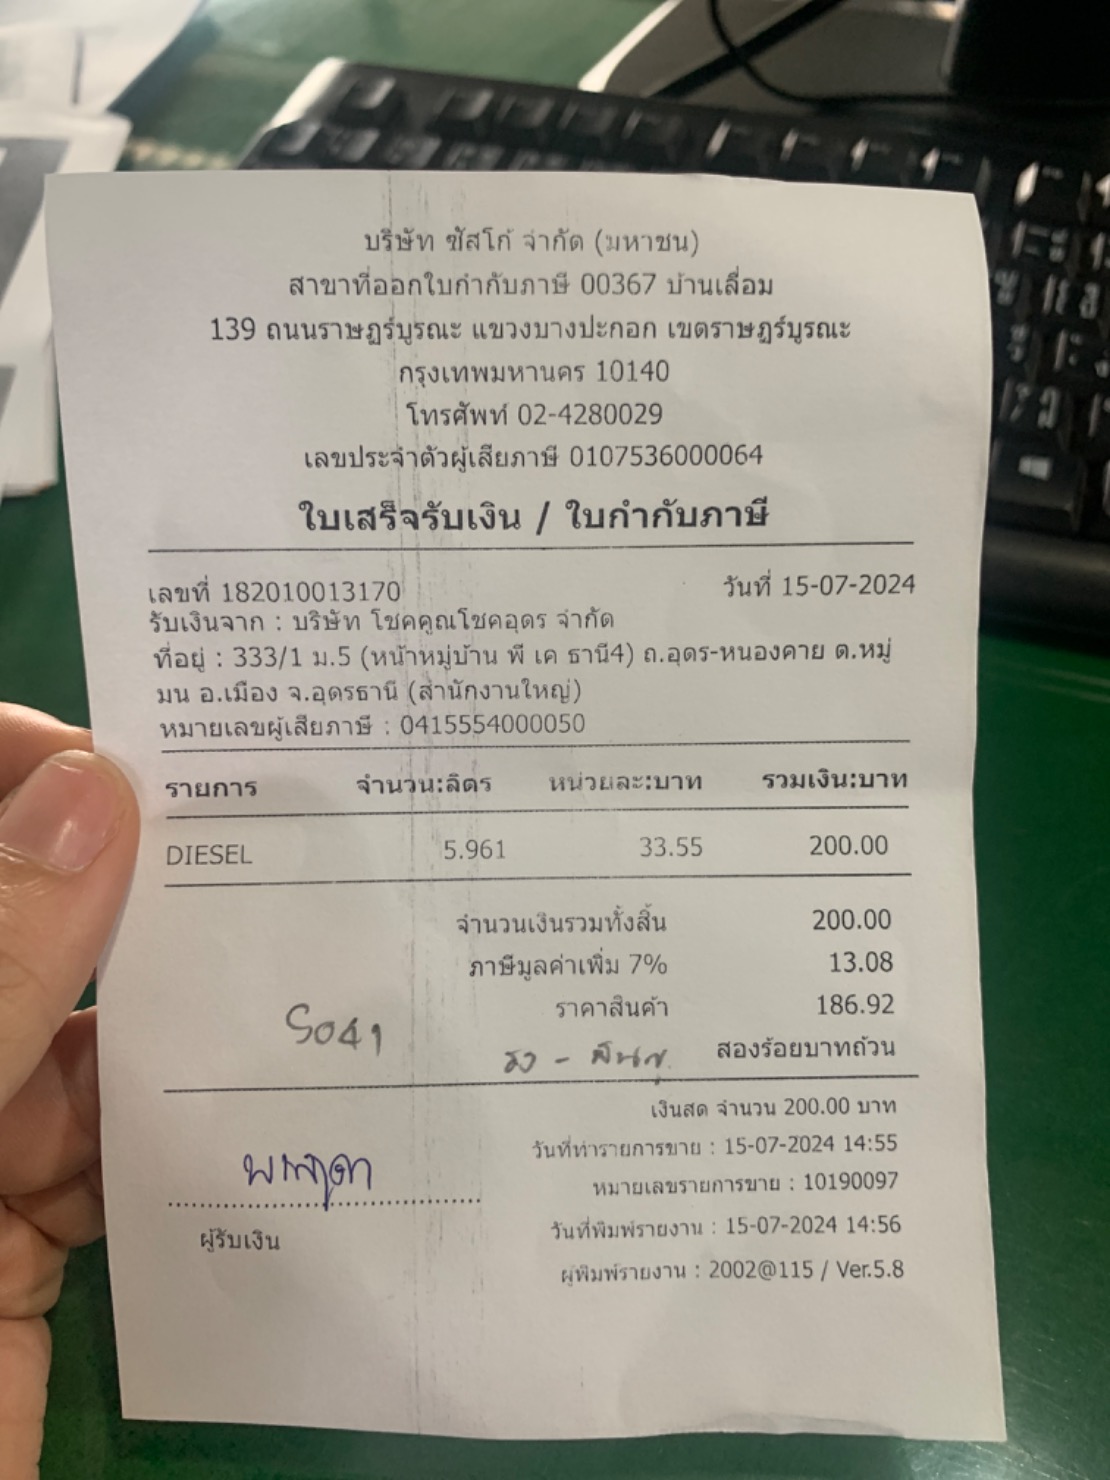 บริษัท ซัสโก้ จำกัด (มหาชน)
สาขาที่ออกใบกำกับภาษี 00367 บ้านเลื่อม
139 ถนนราษฎร์บูรณะ แขวงบางปะกอก เขตราษฎร์บูรณะ
กรุงเทพมหานคร 10140
โทรศัพท์ 02-4280029
เลขประจำตัวผู้เสียภาษี 0107536000064
ใบเสร็จรับเงิน / ใบกำกับภาษี
เลขที่ 182010013170 วันที่ 15-07-2024
รับเงินจาก : บริษัท โชคคูณโชคอุดร จำกัด
ที่อยู่ : 333/1 ม.5 (หน้าหมู่บ้าน พี เค ธานี4) ถ.อุดร-หนองคาย ต.หมู่
มน อ.เมือง จ.อุดรธานี (สำนักงานใหญ่)
หมายเลขผู้เสียภาษี : 0415554000050
รายการ จำนวน:ลิตร หน่วยละ:บาท รวมเงิน:บาท
DIESEL 5.961 33.55 200.00
จำนวนเงินรวมทั้งสิ้น 200.00
ภาษีมูลค่าเพิ่ม 7% 13.08
ราคาสินค้า 186.92
5041
สองร้อยบาทถ้วน
เงินสด จำนวน 200.00 บาท
วันที่ทำรายการขาย : 15-07-2024 14:55
หมายเลขรายการขาย : 10190097
วันที่พิมพ์รายงาน : 15-07-2024 14:56
ผู้รับเงิน
ผู้พิมพ์รายงาน : 2002@115 / Ver.5.8